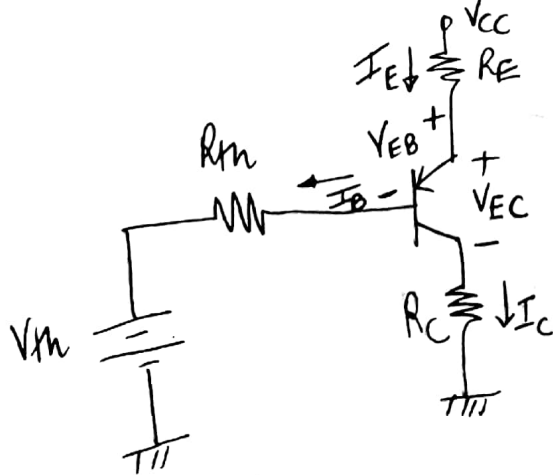 VCC
IE RE
VEB + +
Rth
IB - VEC
-
Vth RC IC